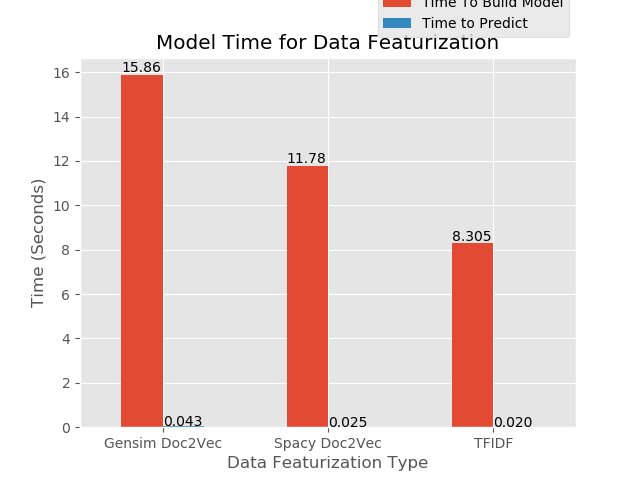 Time To Build Model
Time to Predict
Model Time for Data Featurization
15.86
11.78
8.305
0.043
0.025
0.020
16
14
12
10
8
6
4
2
0
Time (Seconds)
Gensim Doc2Vec
Spacy Doc2Vec
TFIDF
Data Featurization Type